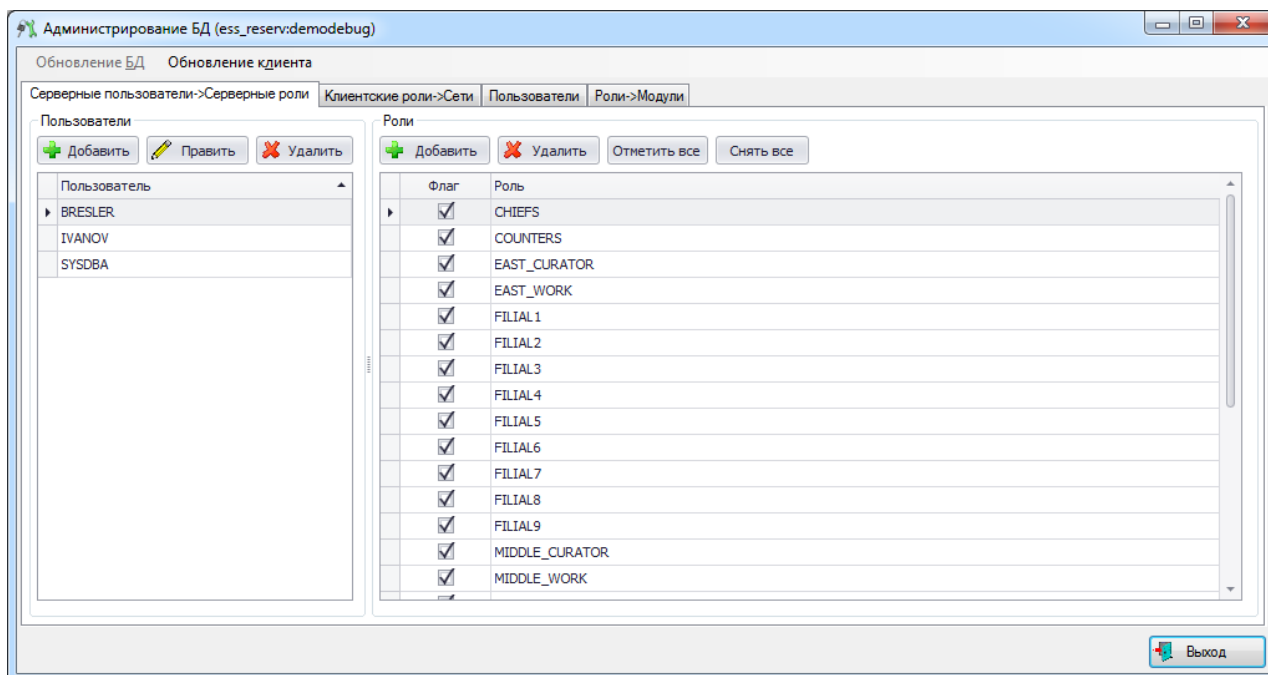 Администрирование БД (ess_reserv:demodebug)
Обновление БД Обновление клиента
Серверные пользователи->Серверные роли Клиентские роли->Сети Пользователи Роли->Модули
Пользователи Роли
Добавить Править Удалить Добавить Удалить Отметить все Снять все
Пользователь Флаг Роль
BRESLER CHIEFS
IVANOV COUNTERS
SYSDBA EAST_CURATOR
EAST_WORK
FILIAL1
FILIAL2
FILIAL3
FILIAL4
FILIAL5
FILIAL6
FILIAL7
FILIAL8
FILIAL9
MIDDLE_CURATOR
MIDDLE_WORK
Выход